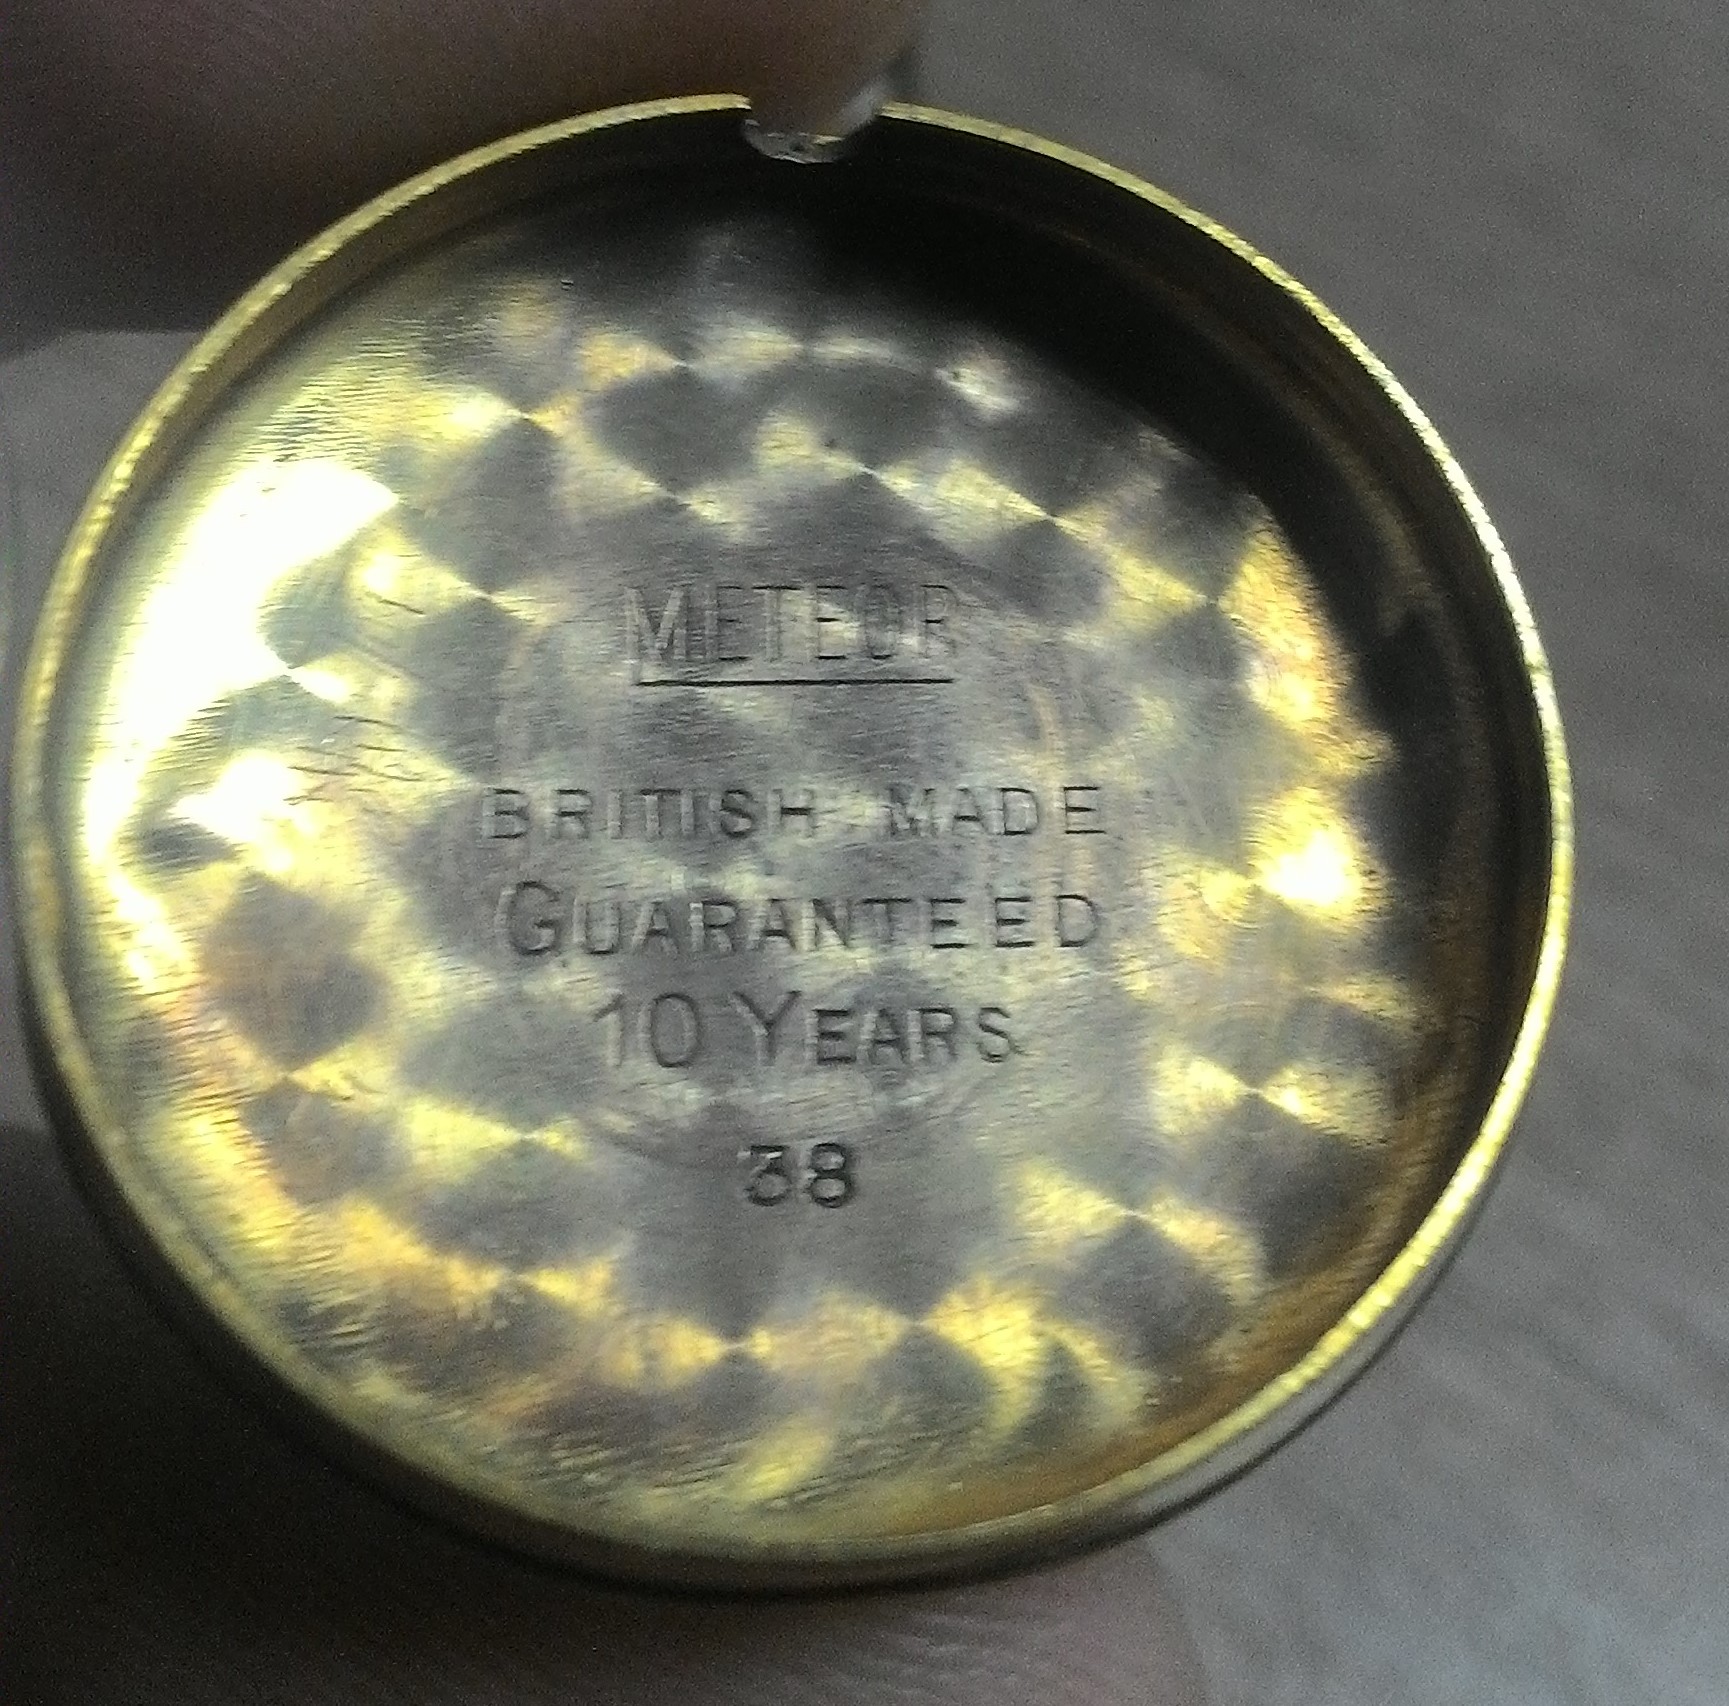 METEOR
BRITISH MADE
GUARANTEED
10 YEARS
38